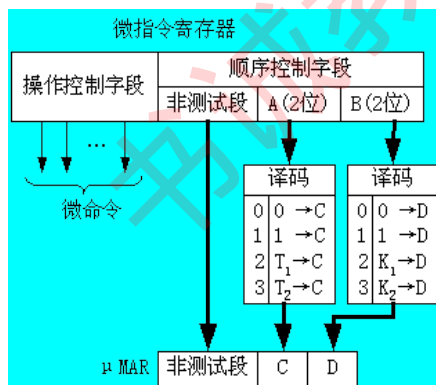 微指令寄存器
操作控制字段
顺序控制字段
非测试段 A(2位) B(2位)
…
微命令
译码 译码
0 0 →C 0 0 →D
1 1 →C 1 1 →D
2 T₁→C 2 K₁→D
3 T₂→C 3 K₂→D
μMAR 非测试段 C D
书诚